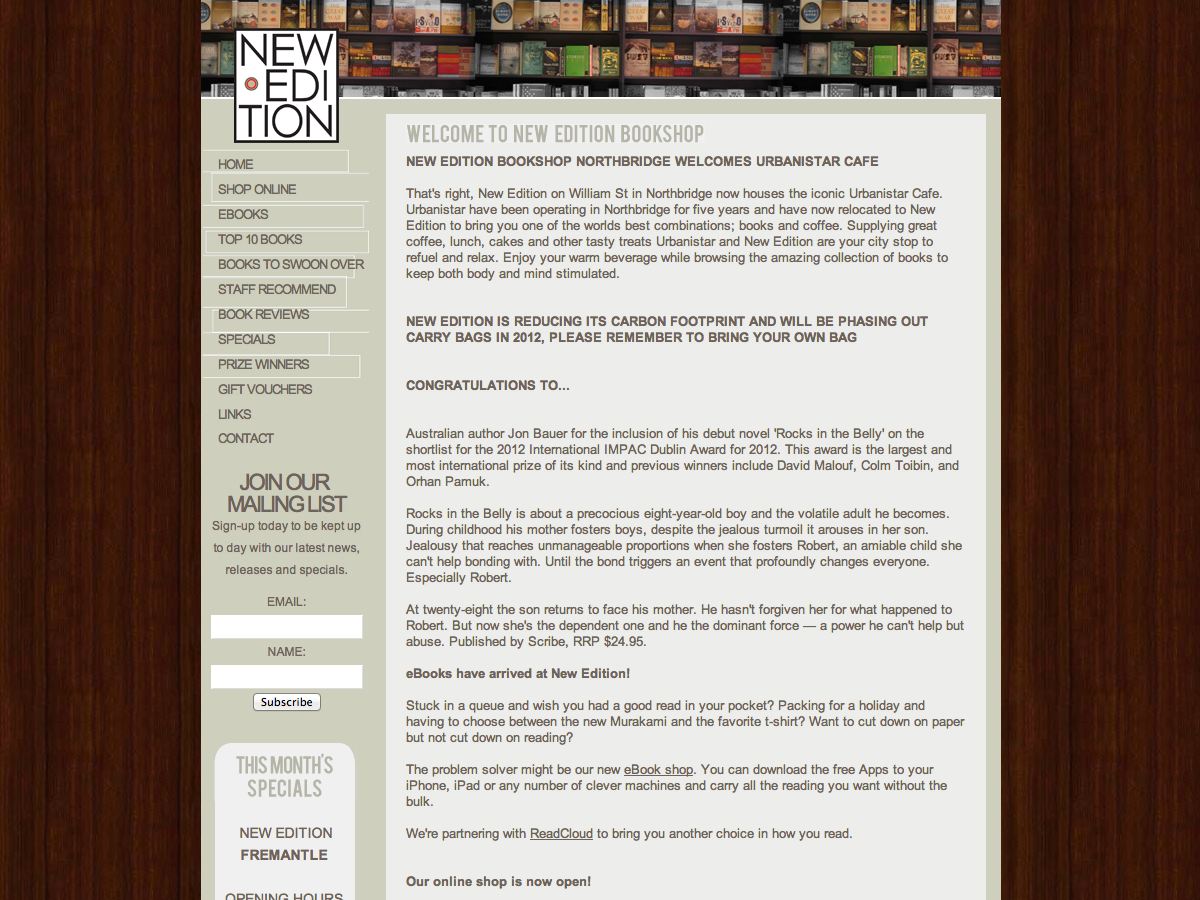 NEW
EDI
TION
HOME
SHOP ONLINE
EBOOKS
TOP 10 BOOKS
BOOKS TO SWOON OVER
STAFF RECOMMEND
BOOK REVIEWS
SPECIALS
PRIZE WINNERS
GIFT VOUCHERS
LINKS
CONTACT
JOIN OUR
MAILING LIST
Sign-up today to be kept up
to day with our latest news,
releases and specials.
EMAIL:
NAME:
Subscribe
THIS MONTH'S
SPECIALS
NEW EDITION
FREMANTLE
OPENING HOURS
WELCOME TO NEW EDITION BOOKSHOP
NEW EDITION BOOKSHOP NORTHBRIDGE WELCOMES URBANISTAR CAFE
That's right, New Edition on William St in Northbridge now houses the iconic Urbanistar Cafe.
Urbanistar have been operating in Northbridge for five years and have now relocated to New
Edition to bring you one of the worlds best combinations; books and coffee. Supplying great
coffee, lunch, cakes and other tasty treats Urbanistar and New Edition are your city stop to
refuel and relax. Enjoy your warm beverage while browsing the amazing collection of books to
keep both body and mind stimulated.
NEW EDITION IS REDUCING ITS CARBON FOOTPRINT AND WILL BE PHASING OUT
CARRY BAGS IN 2012, PLEASE REMEMBER TO BRING YOUR OWN BAG
CONGRATULATIONS TO...
Australian author Jon Bauer for the inclusion of his debut novel 'Rocks in the Belly' on the
shortlist for the 2012 International IMPAC Dublin Award for 2012. This award is the largest and
most international prize of its kind and previous winners include David Malouf, Colm Toibin, and
Orhan Pamuk.
Rocks in the Belly is about a precocious eight-year-old boy and the volatile adult he becomes.
During childhood his mother fosters boys, despite the jealous turmoil it arouses in her son.
Jealousy that reaches unmanageable proportions when she fosters Robert, an amiable child she
can't help bonding with. Until the bond triggers an event that profoundly changes everyone.
Especially Robert.
At twenty-eight the son returns to face his mother. He hasn't forgiven her for what happened to
Robert. But now she's the dependent one and he the dominant force — a power he can't help but
abuse. Published by Scribe, RRP $24.95.
eBooks have arrived at New Edition!
Stuck in a queue and wish you had a good read in your pocket? Packing for a holiday and
having to choose between the new Murakami and the favorite t-shirt? Want to cut down on paper
but not cut down on reading?
The problem solver might be our new eBook shop. You can download the free Apps to your
iPhone, iPad or any number of clever machines and carry all the reading you want without the
bulk.
We're partnering with ReadCloud to bring you another choice in how you read.
Our online shop is now open!